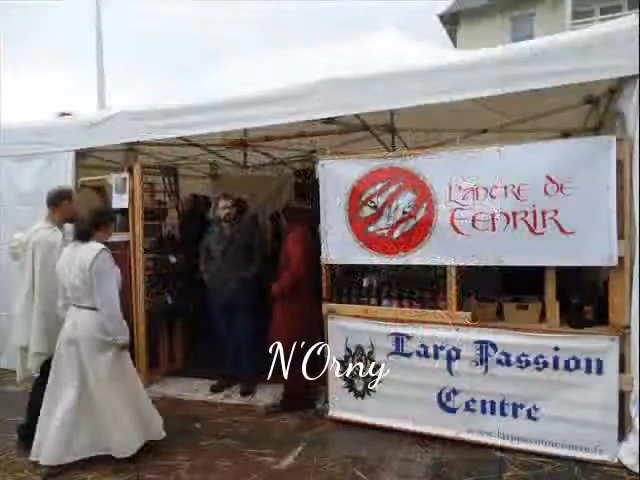 L'antre de
Fenrir
N'Orny
Larp Passion
Centre